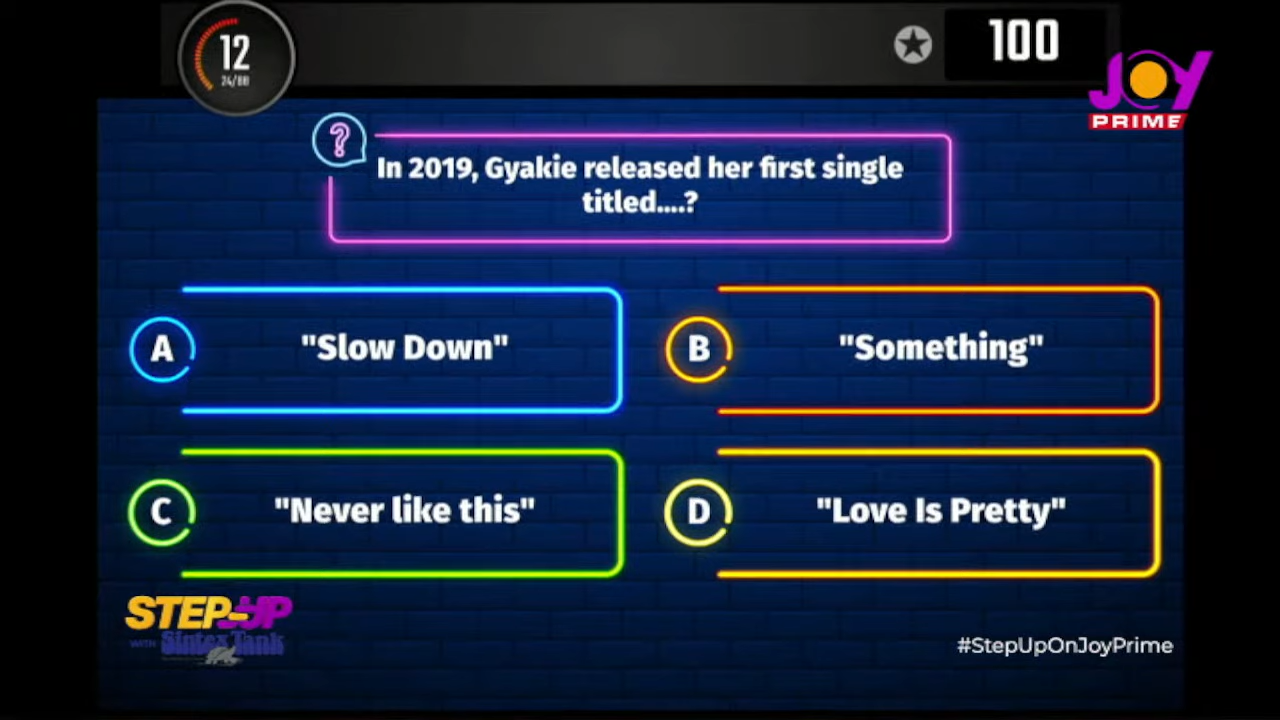 12
24/88
100
JOY
PRIME
?
In 2019, Gyakie released her first single
titled....?
A
"Slow Down"
B
"Something"
C
"Never like this"
D
"Love Is Pretty"
STEP-UP
WITH Sintex Tank
#StepUpOnJoyPrime